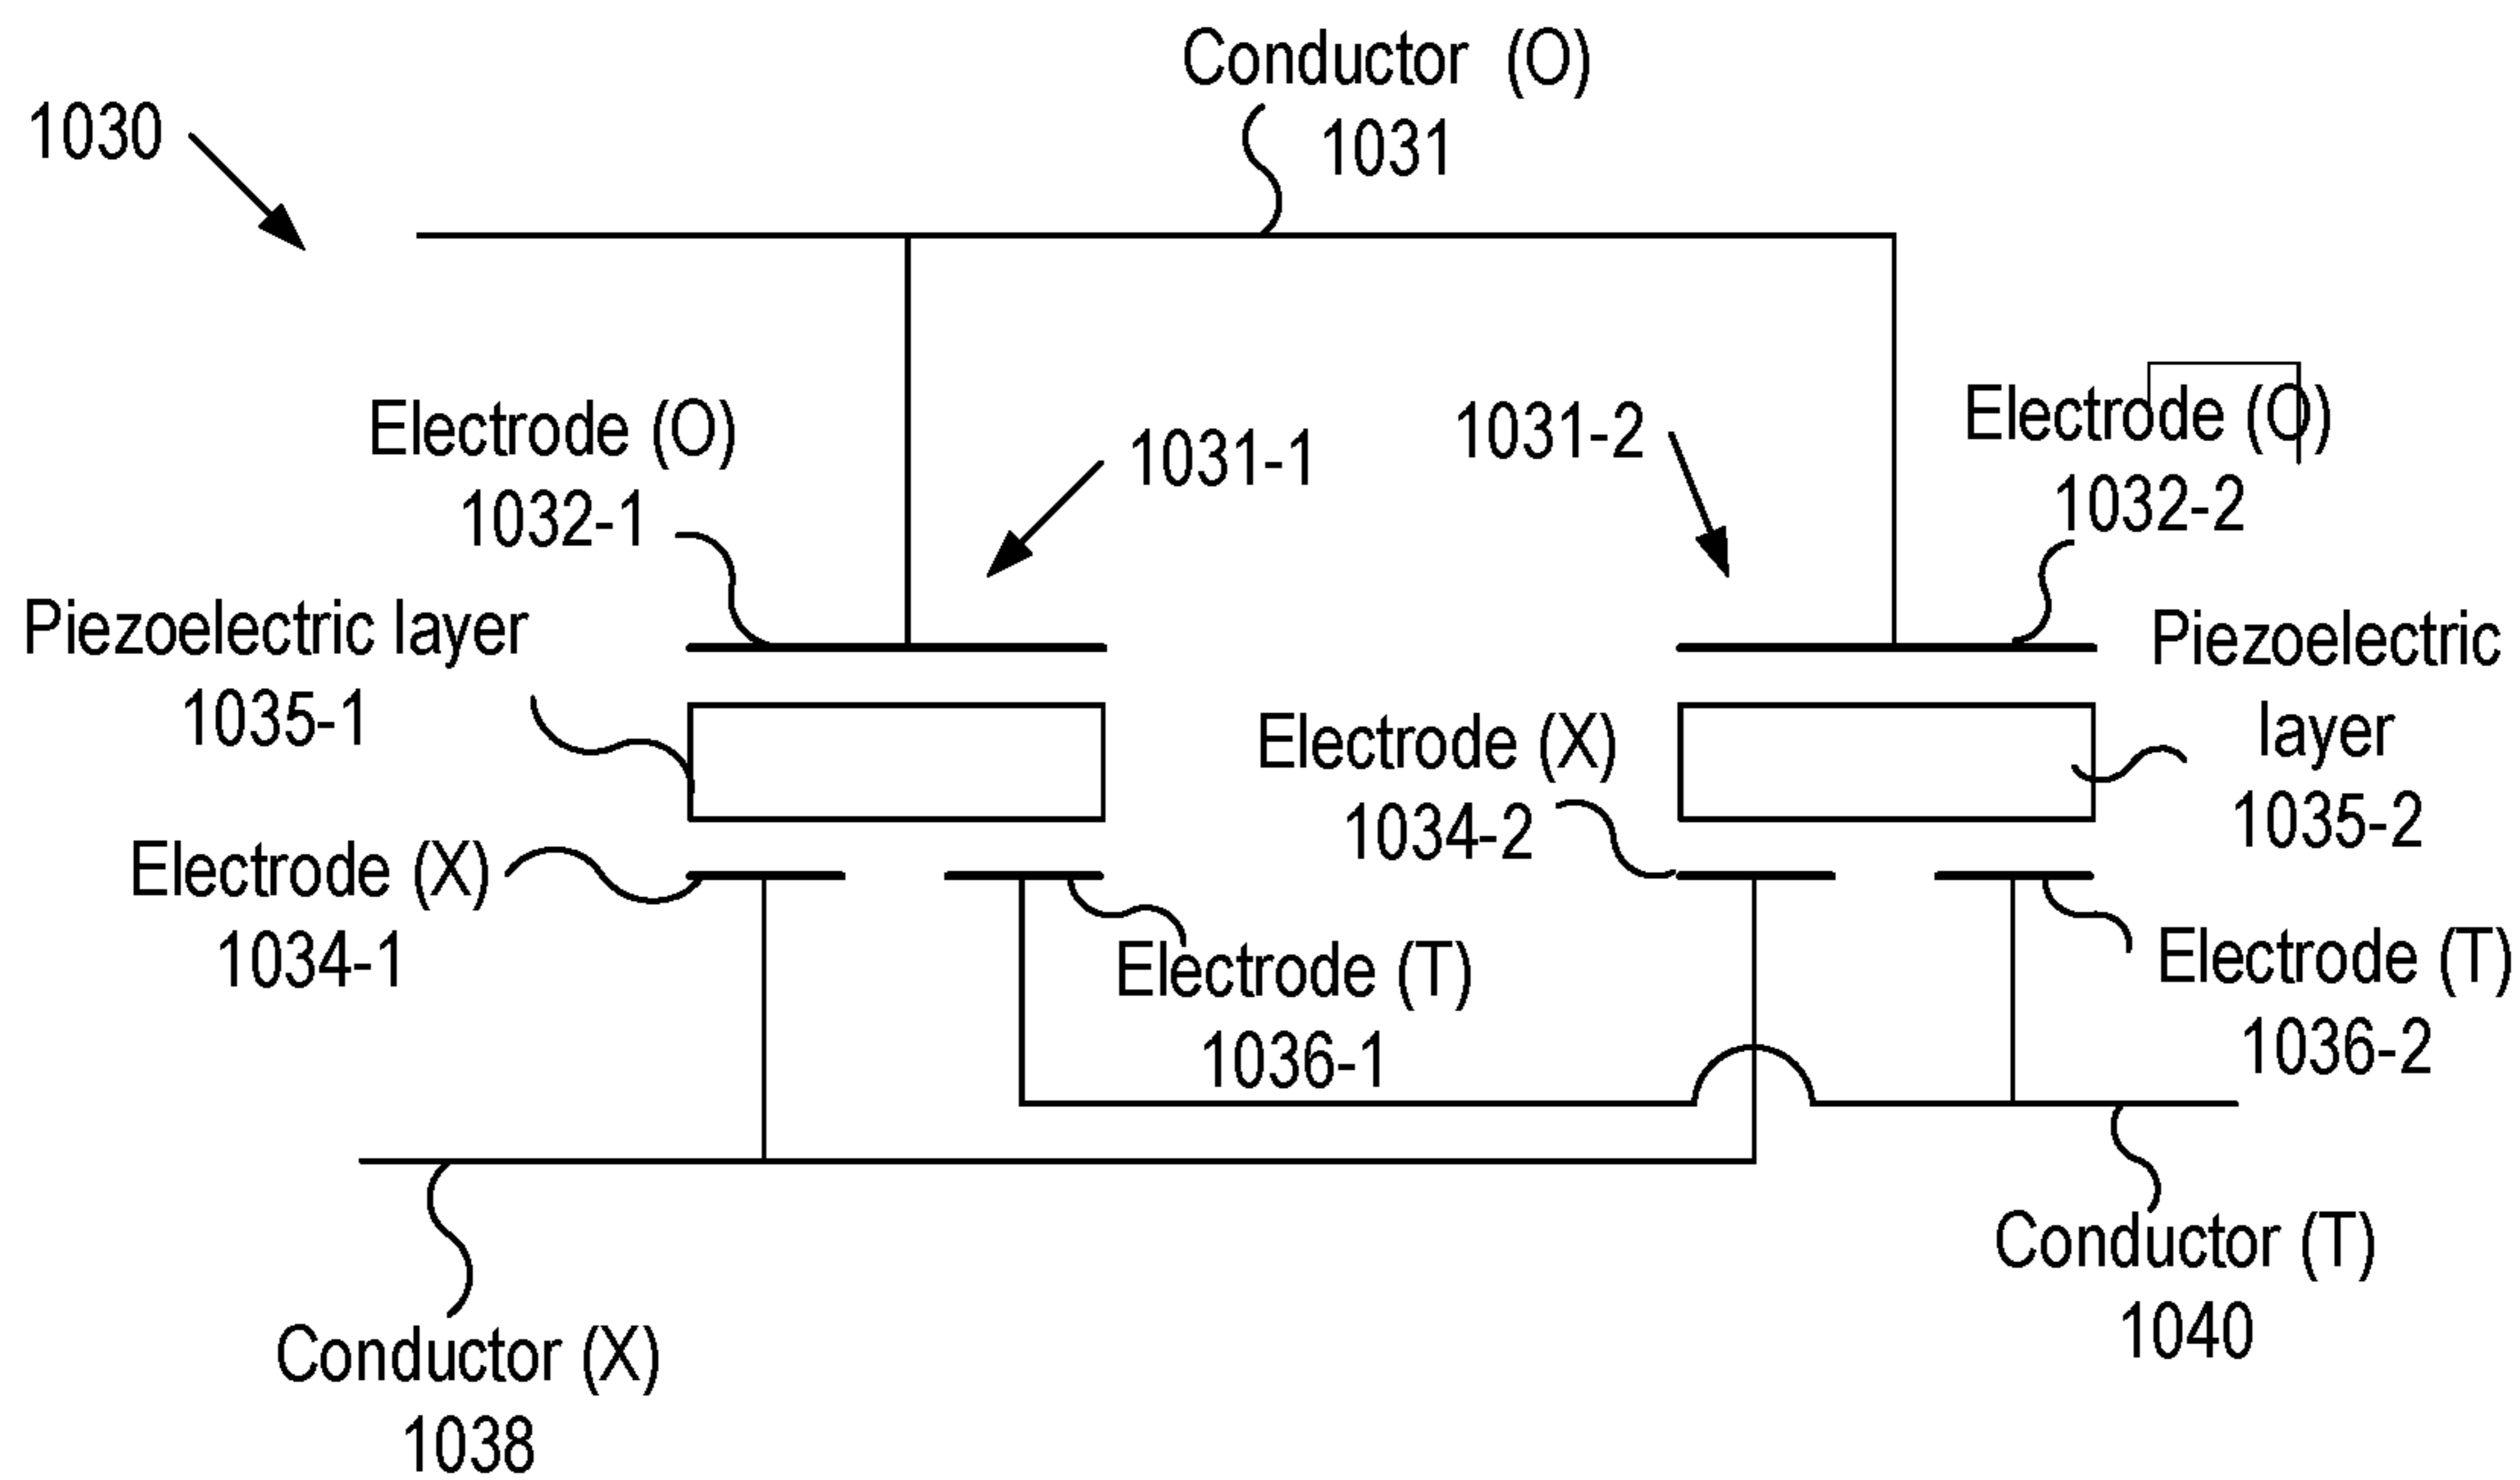 Conductor (O)
1031
1030
Electrode (O)
1032-1
1031-1
1031-2
Electrode (O)
1032-2
Piezoelectric layer
1035-1
Piezoelectric
layer
1035-2
Electrode (X)
1034-2
Electrode (X)
1034-1
Electrode (T)
1036-1
Electrode (T)
1036-2
Conductor (T)
1040
Conductor (X)
1038